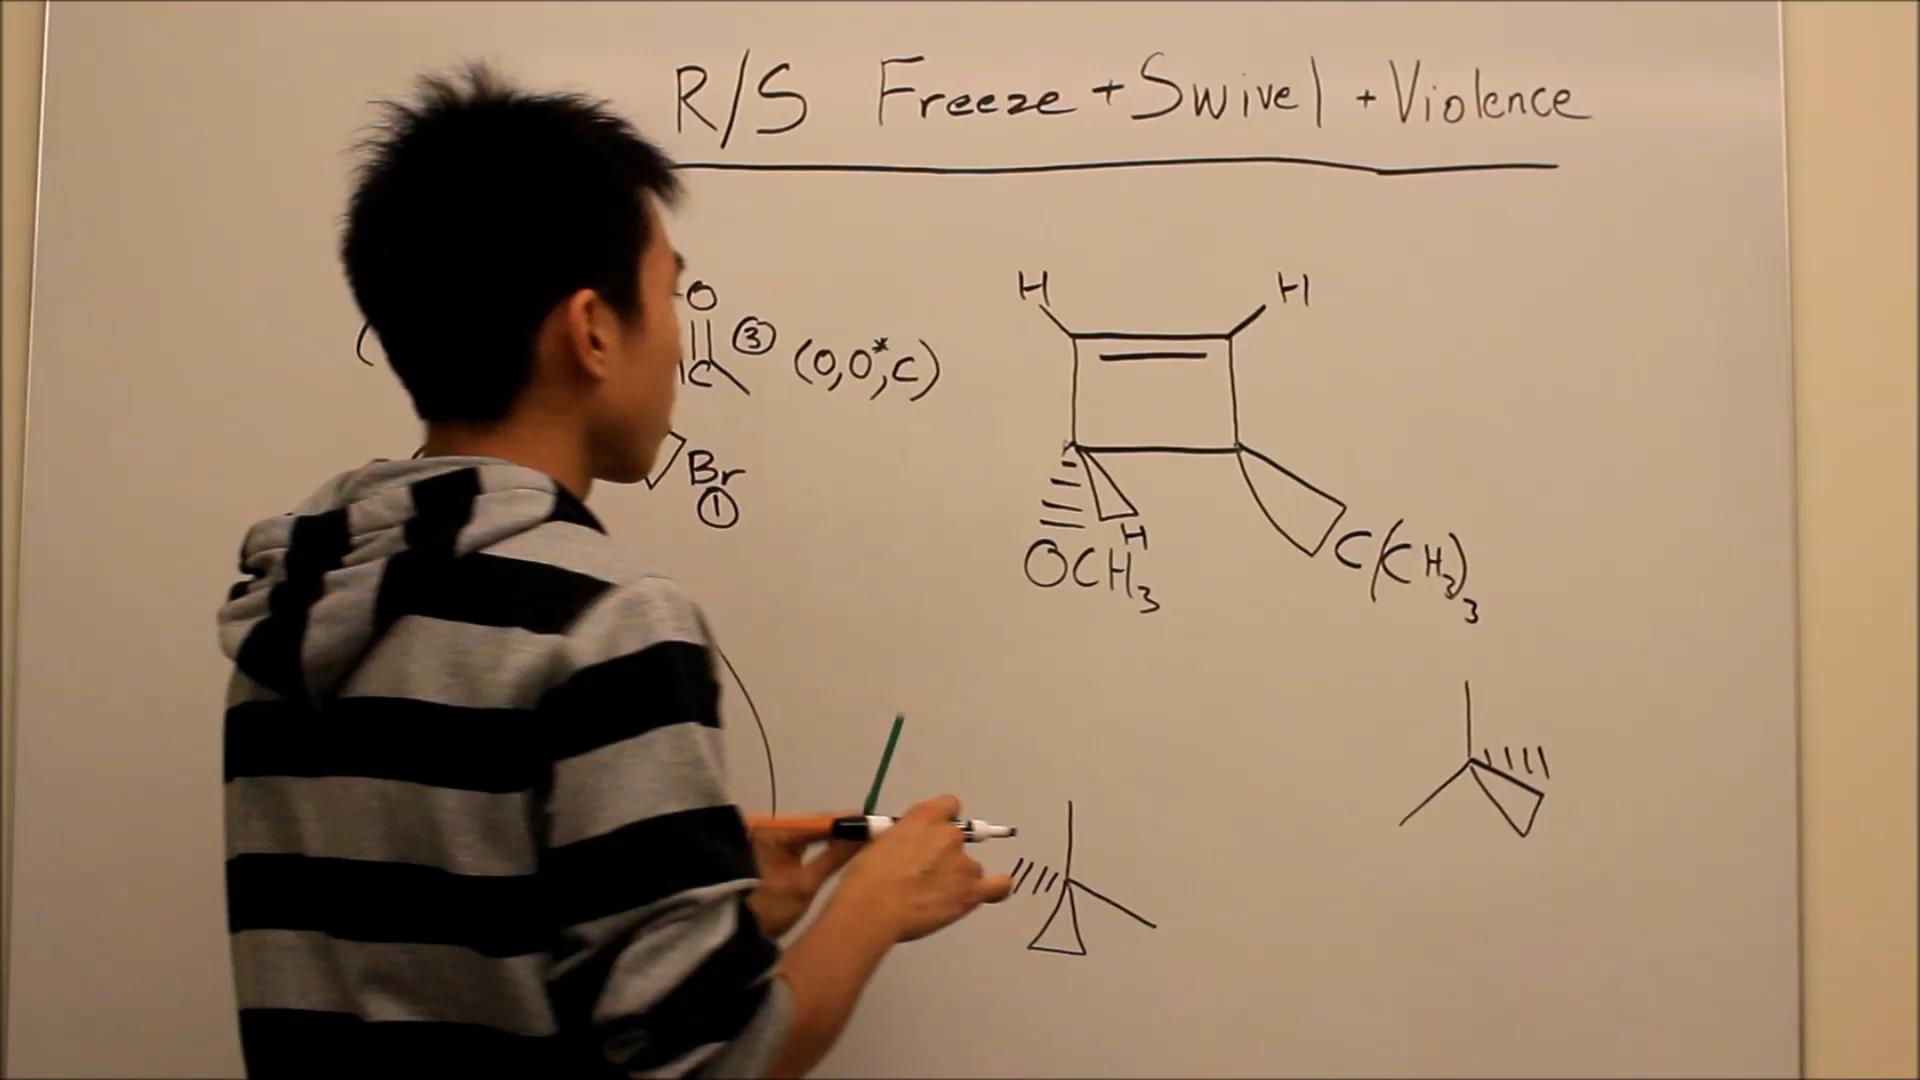 R/S Freeze + Swivel + Violence
H H
O
③ (O,O*,C)
C
Br
①
H
OCH3
C(CH3)3